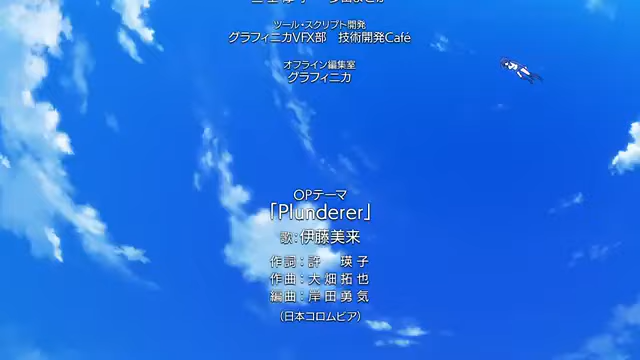 ツール・スクリプト開発
グラフィニカVFX部　技術開発Café
オフライン編集室
グラフィニカ
OPテーマ
「Plunderer」
歌：伊藤美来
作詞：許　瑛子
作曲：大畑拓也
編曲：岸田勇気
（日本コロムビア）